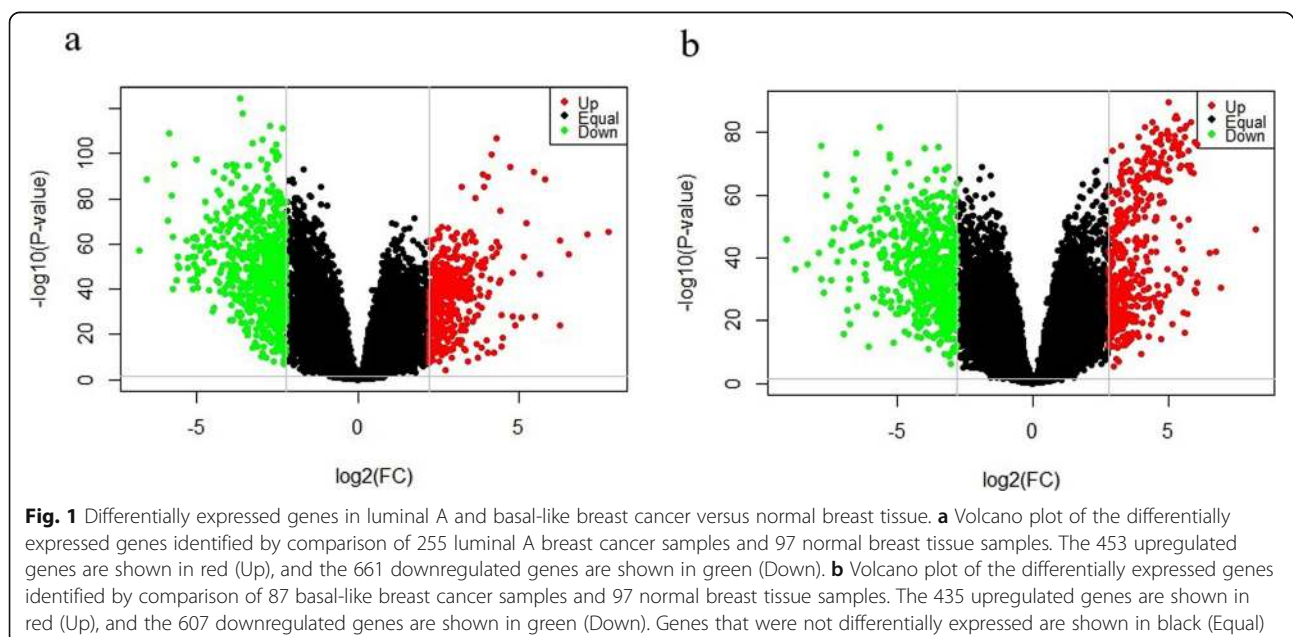 a
-log10(P-value)
100
80
60
40
20
0
-5
0
5
log2(FC)
Up
Equal
Down
b
-log10(P-value)
80
60
40
20
0
-5
0
5
log2(FC)
Up
Equal
Down
Fig. 1 Differentially expressed genes in luminal A and basal-like breast cancer versus normal breast tissue. a Volcano plot of the differentially
expressed genes identified by comparison of 255 luminal A breast cancer samples and 97 normal breast tissue samples. The 453 upregulated
genes are shown in red (Up), and the 661 downregulated genes are shown in green (Down). b Volcano plot of the differentially expressed genes
identified by comparison of 87 basal-like breast cancer samples and 97 normal breast tissue samples. The 435 upregulated genes are shown in
red (Up), and the 607 downregulated genes are shown in green (Down). Genes that were not differentially expressed are shown in black (Equal)